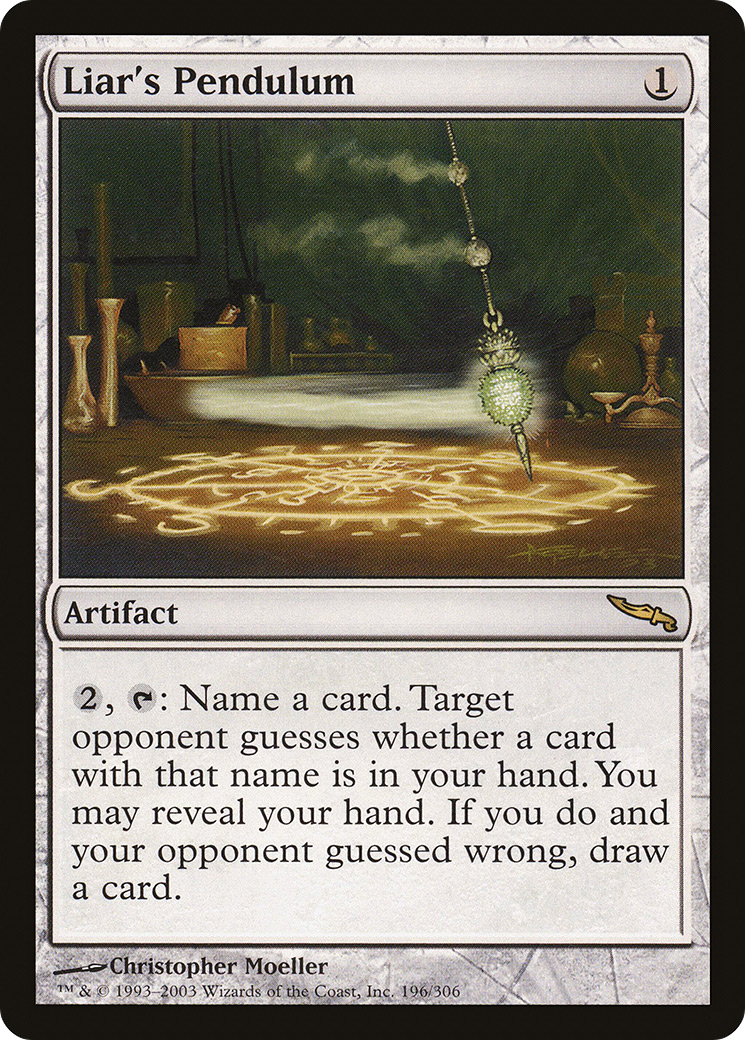 Liar's Pendulum 1
Artifact
2, : Name a card. Target
opponent guesses whether a card
with that name is in your hand. You
may reveal your hand. If you do and
your opponent guessed wrong, draw
a card.
Christopher Moeller
™ & © 1993–2003 Wizards of the Coast, Inc. 196/306